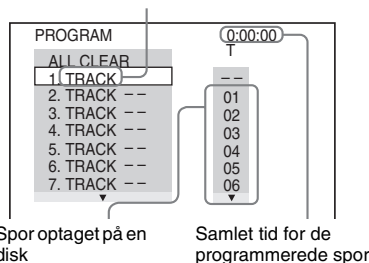 PROGRAM 0:00:00
T
ALL CLEAR
1. TRACK – –
2. TRACK – – 01
3. TRACK – – 02
4. TRACK – – 03
5. TRACK – – 04
6. TRACK – – 05
7. TRACK – – 06
Spor optaget på en disk
Samlet tid for de programmerede spor